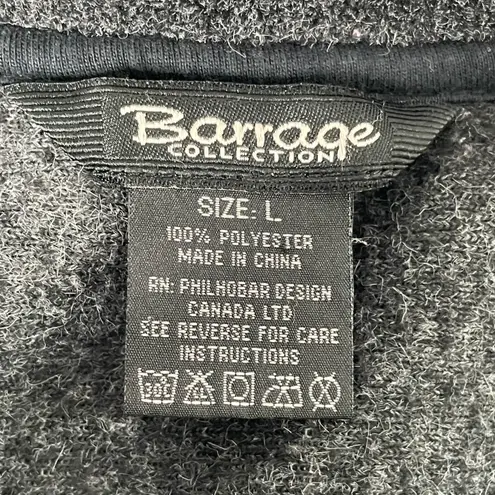 Barrage
COLLECTION
SIZE: L
100% POLYESTER
MADE IN CHINA
RN: PHILHOBAR DESIGN
CANADA LTD
SEE REVERSE FOR CARE
INSTRUCTIONS